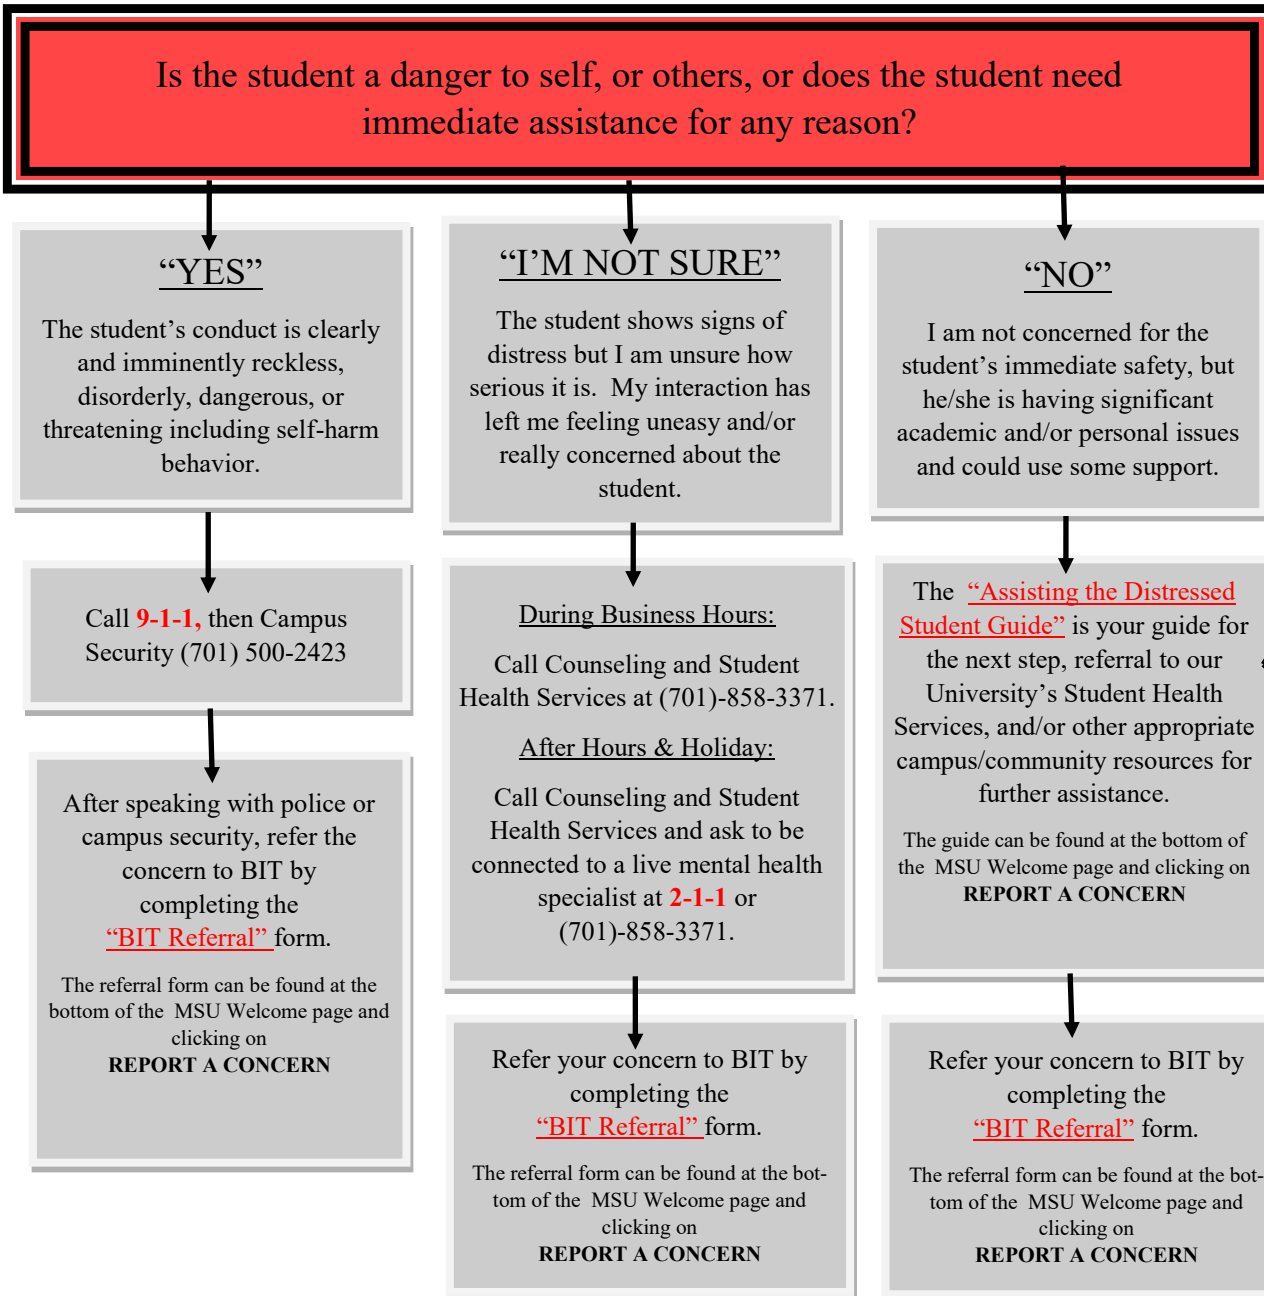 Is the student a danger to self, or others, or does the student need
immediate assistance for any reason?
“YES”
The student’s conduct is clearly
and imminently reckless,
disorderly, dangerous, or
threatening including self-harm
behavior.
Call 9-1-1, then Campus
Security (701) 500-2423
After speaking with police or
campus security, refer the
concern to BIT by
completing the
“BIT Referral” form.
The referral form can be found at the
bottom of the MSU Welcome page and
clicking on
REPORT A CONCERN
“I’M NOT SURE”
The student shows signs of
distress but I am unsure how
serious it is. My interaction has
left me feeling uneasy and/or
really concerned about the
student.
During Business Hours:
Call Counseling and Student
Health Services at (701)-858-3371.
After Hours & Holiday:
Call Counseling and Student
Health Services and ask to be
connected to a live mental health
specialist at 2-1-1 or
(701)-858-3371.
Refer your concern to BIT by
completing the
“BIT Referral” form.
The referral form can be found at the bot-
tom of the MSU Welcome page and
clicking on
REPORT A CONCERN
“NO”
I am not concerned for the
student’s immediate safety, but
he/she is having significant
academic and/or personal issues
and could use some support.
The “Assisting the Distressed
Student Guide” is your guide for
the next step, referral to our
University’s Student Health
Services, and/or other appropriate
campus/community resources for
further assistance.
The guide can be found at the bottom of
the MSU Welcome page and clicking on
REPORT A CONCERN
Refer your concern to BIT by
completing the
“BIT Referral” form.
The referral form can be found at the bot-
tom of the MSU Welcome page and
clicking on
REPORT A CONCERN